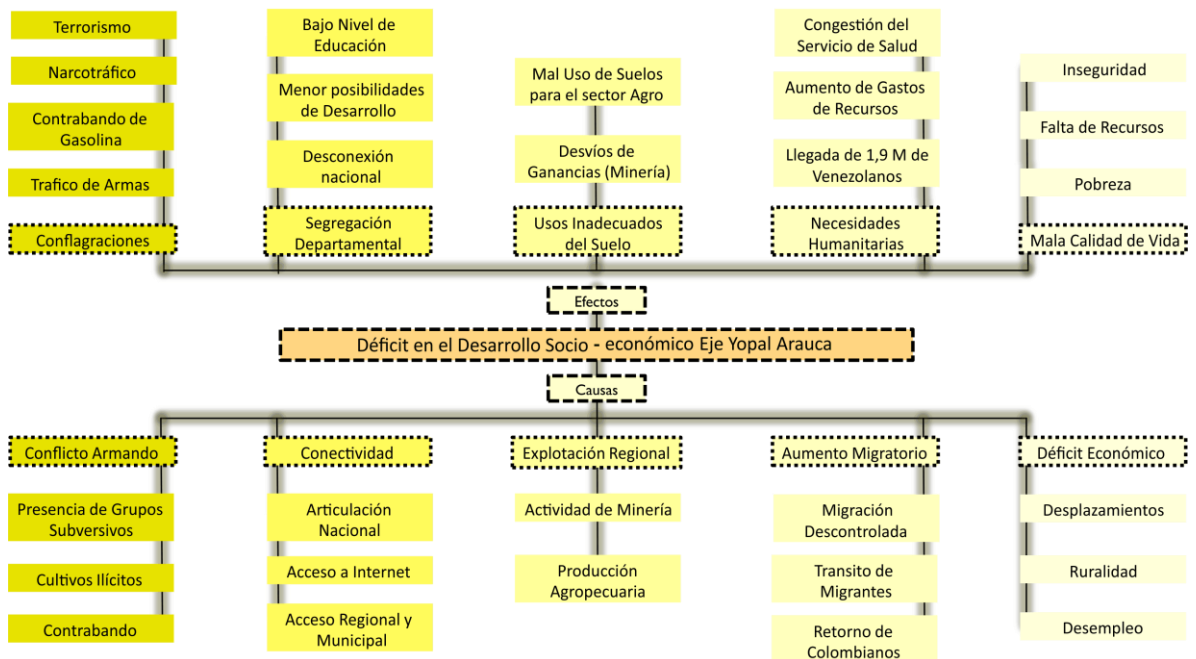 Terrorismo
Narcotráfico
Contrabando de
Gasolina
Trafico de Armas
Conflagraciones
Bajo Nivel de
Educación
Menor posibilidades
de Desarrollo
Desconexión
nacional
Segregación
Departamental
Mal Uso de Suelos
para el sector Agro
Desvíos de
Ganancias (Minería)
Usos Inadecuados
del Suelo
Congestión del
Servicio de Salud
Aumento de Gastos
de Recursos
Llegada de 1,9 M de
Venezolanos
Necesidades
Humanitarias
Inseguridad
Falta de Recursos
Pobreza
Mala Calidad de Vida
Efectos
Déficit en el Desarrollo Socio - económico Eje Yopal Arauca
Causas
Conflicto Armando
Presencia de Grupos
Subversivos
Cultivos Ilícitos
Contrabando
Conectividad
Articulación
Nacional
Acceso a Internet
Acceso Regional y
Municipal
Explotación Regional
Actividad de Minería
Producción
Agropecuaria
Aumento Migratorio
Migración
Descontrolada
Transito de
Migrantes
Retorno de
Colombianos
Déficit Económico
Desplazamientos
Ruralidad
Desempleo